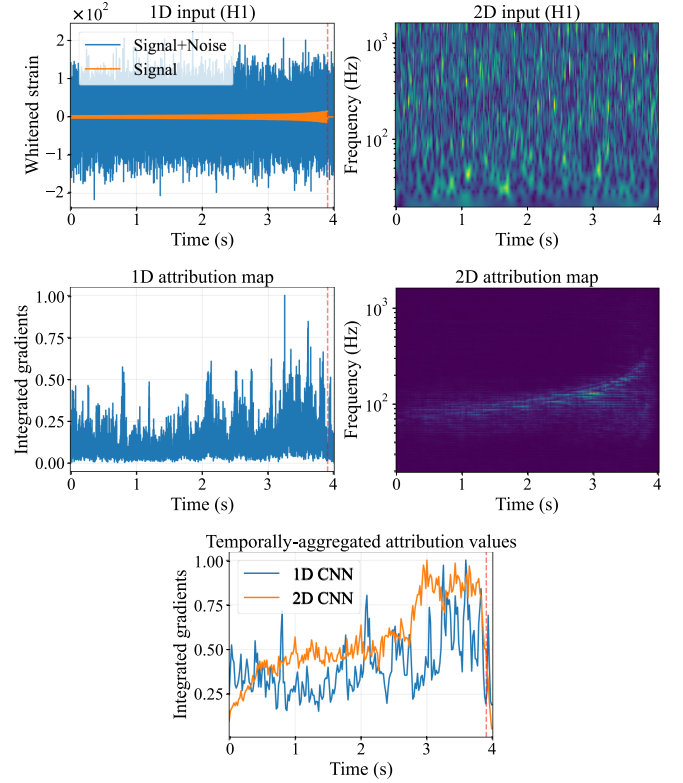 1D input (H1)
×10²
2
1
0
−1
−2
Whitened strain
Signal+Noise
Signal
0
1
2
3
4
Time (s)
2D input (H1)
10³
10²
Frequency (Hz)
0
1
2
3
4
Time (s)
1D attribution map
1.00
0.75
0.50
0.25
0.00
Integrated gradients
0
1
2
3
4
Time (s)
2D attribution map
10³
10²
Frequency (Hz)
0
1
2
3
4
Time (s)
Temporally-aggregated attribution values
1.00
0.75
0.50
0.25
Integrated gradients
1D CNN
2D CNN
0
1
2
3
4
Time (s)